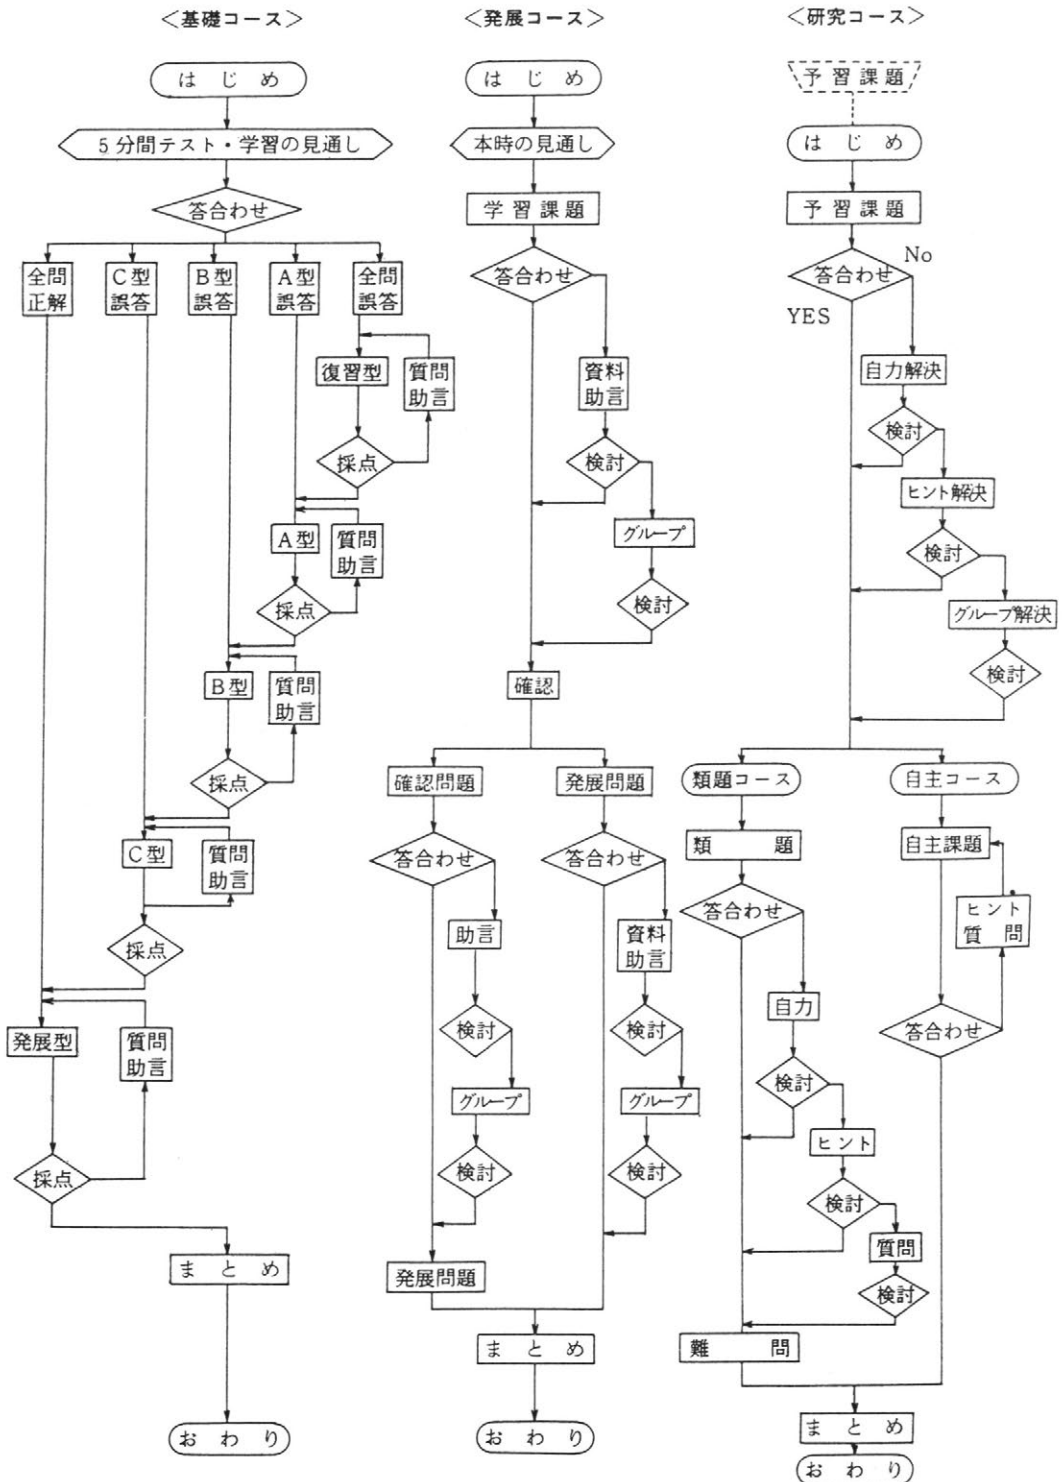 ＜基礎コース＞
はじめ
5分間テスト・学習の見通し
答合わせ
全問
正解
C型
誤答
B型
誤答
A型
誤答
全問
誤答
復習型
質問
助言
採点
A型
質問
助言
採点
B型
質問
助言
採点
C型
質問
助言
採点
発展型
質問
助言
採点
まとめ
おわり
＜発展コース＞
はじめ
本時の見通し
学習課題
答合わせ
資料
助言
検討
グループ
検討
確認
確認問題
答合わせ
助言
検討
グループ
検討
発展問題
発展問題
答合わせ
資料
助言
検討
グループ
検討
まとめ
おわり
＜研究コース＞
予習課題
はじめ
予習課題
答合わせ
No
YES
自力解決
検討
ヒント解決
検討
グループ解決
検討
類題コース
類題
答合わせ
自力
検討
ヒント
検討
質問
検討
難問
自主コース
自主課題
ヒント
質問
答合わせ
まとめ
おわり